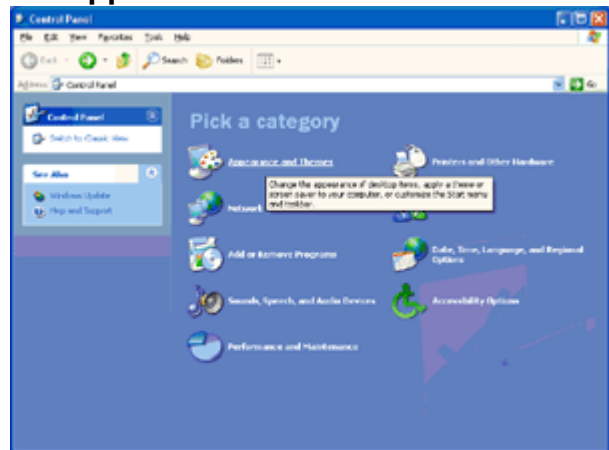 Control Panel
File Edit View Favorites Tools Help
Back Search Folders
Address Control Panel Go
Control Panel
Switch to Classic View
See Also
Windows Update
Help and Support
Pick a category
Appearance and Themes
Printers and Other Hardware
Change the appearance of desktop items, apply a theme or
screen saver to your computer, or customize the Start menu
and taskbar.
Network
Add or Remove Programs
Date, Time, Language, and Regional
Options
Sounds, Speech, and Audio Devices
Accessibility Options
Performance and Maintenance